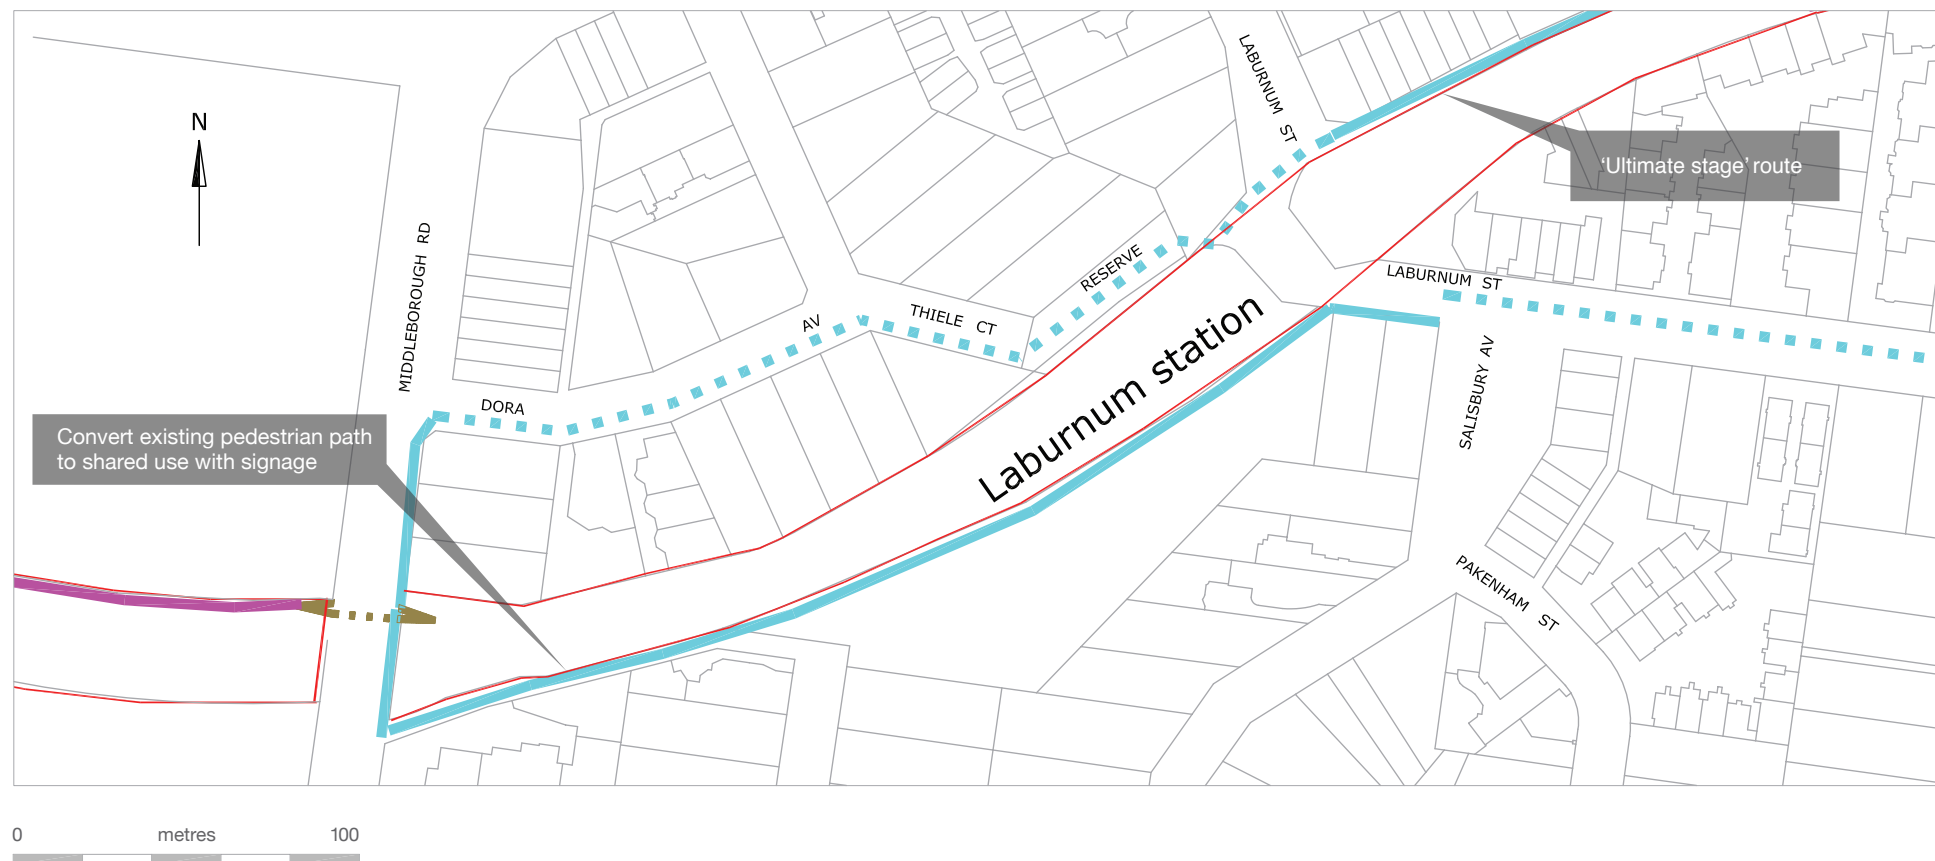 N
LABURNUM ST
'Ultimate stage' route
MIDDLEBOROUGH RD
RESERVE
LABURNUM ST
AV
THIELE CT
Laburnum station
SALISBURY AV
DORA
Convert existing pedestrian path
to shared use with signage
PAKENHAM ST
0 metres 100